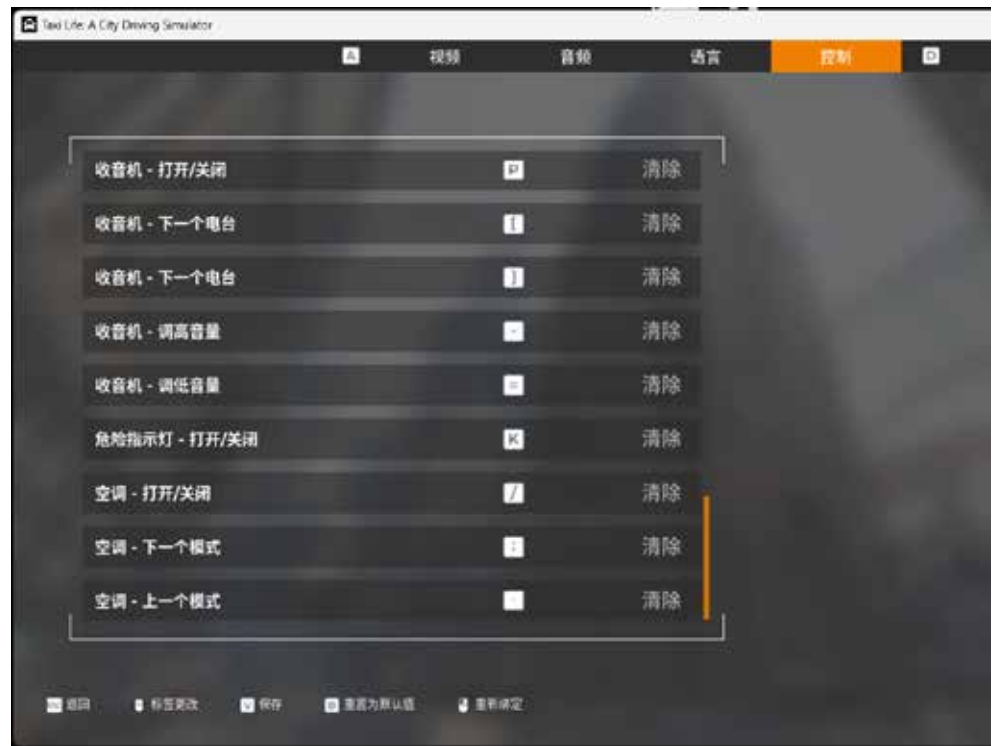 Taxi Life: A City Driving Simulator
A 视频 音频 语言 控制 D
收音机 - 打开/关闭 P 清除
收音机 - 下一个电台 [ 清除
收音机 - 下一个电台 ] 清除
收音机 - 调高音量 - 清除
收音机 - 调低音量 = 清除
危险指示灯 - 打开/关闭 K 清除
空调 - 打开/关闭 / 清除
空调 - 下一个模式 清除
空调 - 上一个模式 清除
返回 标签更改 保存 重置为默认值 重新绑定